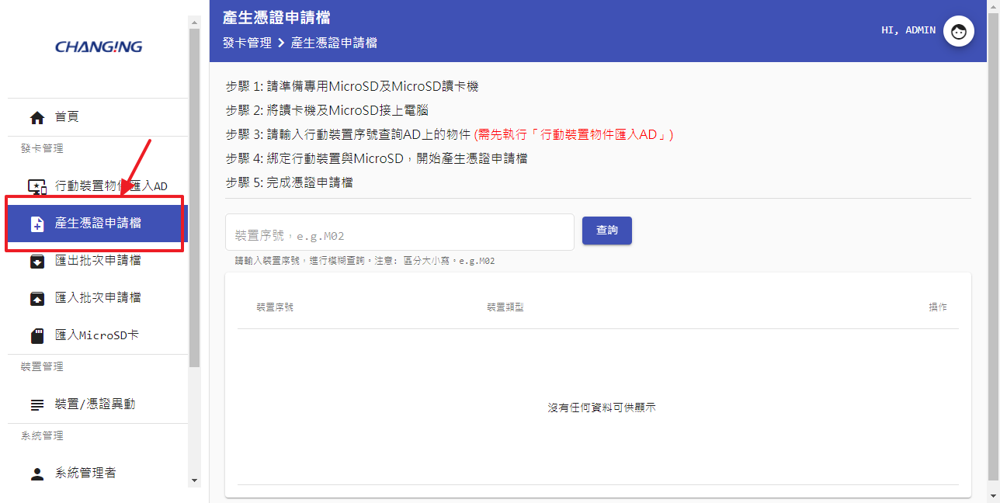 CHANG!NG
首頁
發卡管理
行動裝置物件匯入AD
產生憑證申請檔
匯出批次申請檔
匯入批次申請檔
匯入MicroSD卡
裝置管理
裝置/憑證異動
系統管理
系統管理者
產生憑證申請檔
發卡管理 > 產生憑證申請檔
HI, ADMIN
步驟 1: 請準備專用MicroSD及MicroSD讀卡機
步驟 2: 將讀卡機及MicroSD接上電腦
步驟 3: 請輸入行動裝置序號查詢AD上的物件 (需先執行「行動裝置物件匯入AD」)
步驟 4: 綁定行動裝置與MicroSD，開始產生憑證申請檔
步驟 5: 完成憑證申請檔
裝置序號，e.g.M02
查詢
請輸入裝置序號，進行模糊查詢。注意: 區分大小寫。e.g.M02
裝置序號 裝置類型 操作
沒有任何資料可供顯示